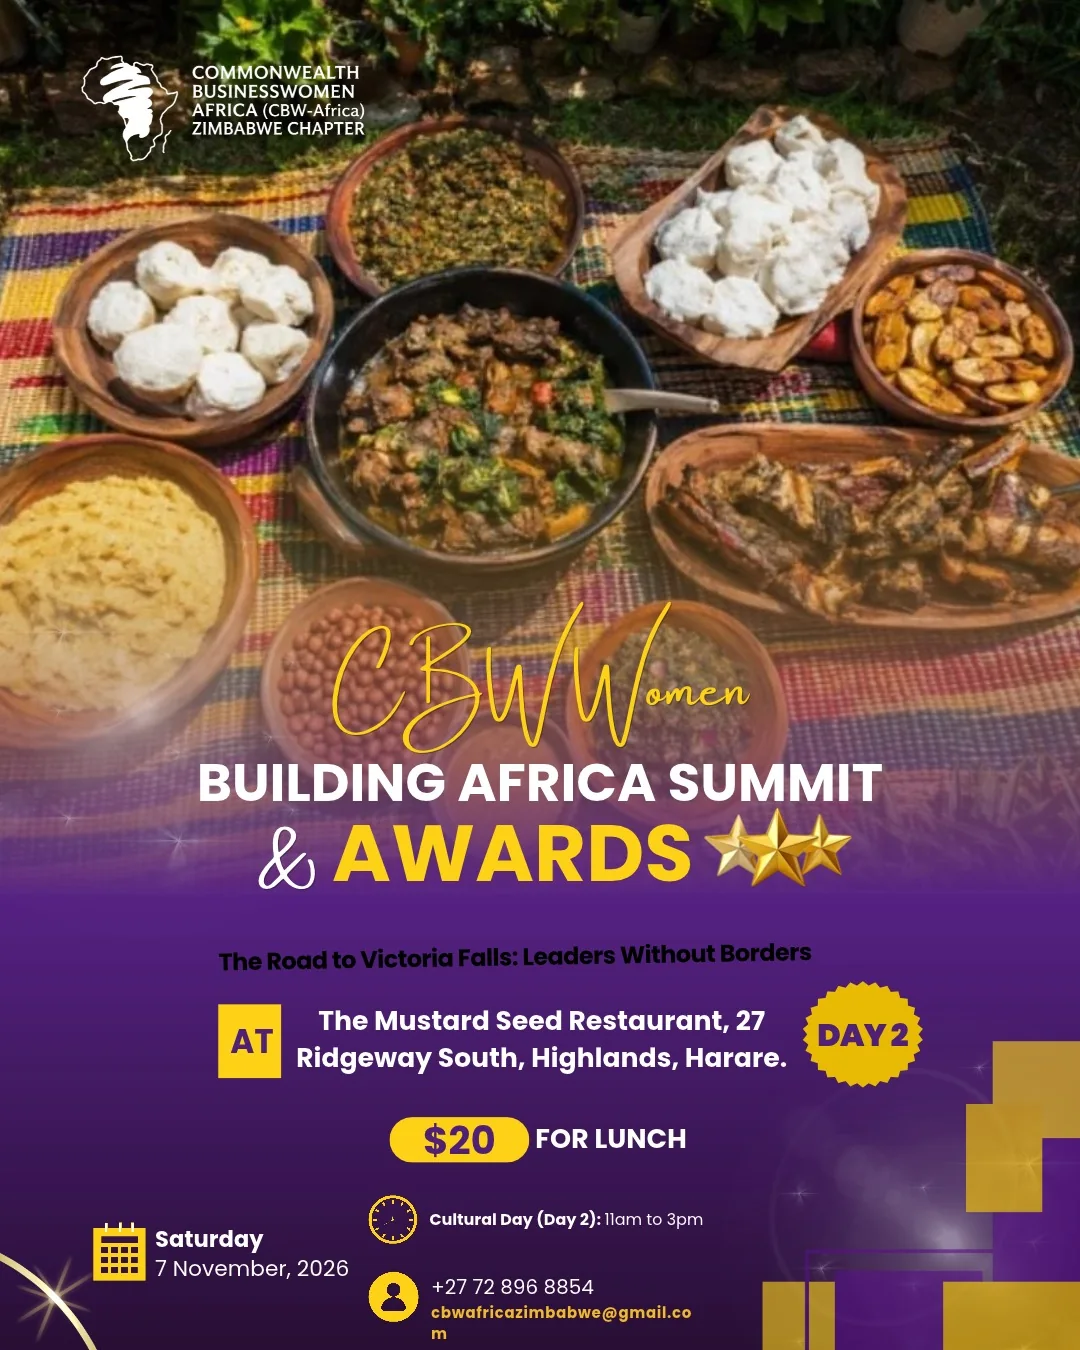 COMMONWEALTH
BUSINESSWOMEN
AFRICA (CBW-Africa)
ZIMBABWE CHAPTER
CBWWomen
BUILDING AFRICA SUMMIT
& AWARDS
The Road to Victoria Falls: Leaders Without Borders
AT
The Mustard Seed Restaurant, 27
Ridgeway South, Highlands, Harare.
DAY 2
$20 FOR LUNCH
Cultural Day (Day 2): 11am to 3pm
Saturday
7 November, 2026
+27 72 896 8854
cbwafricazimbabwe@gmail.co
m